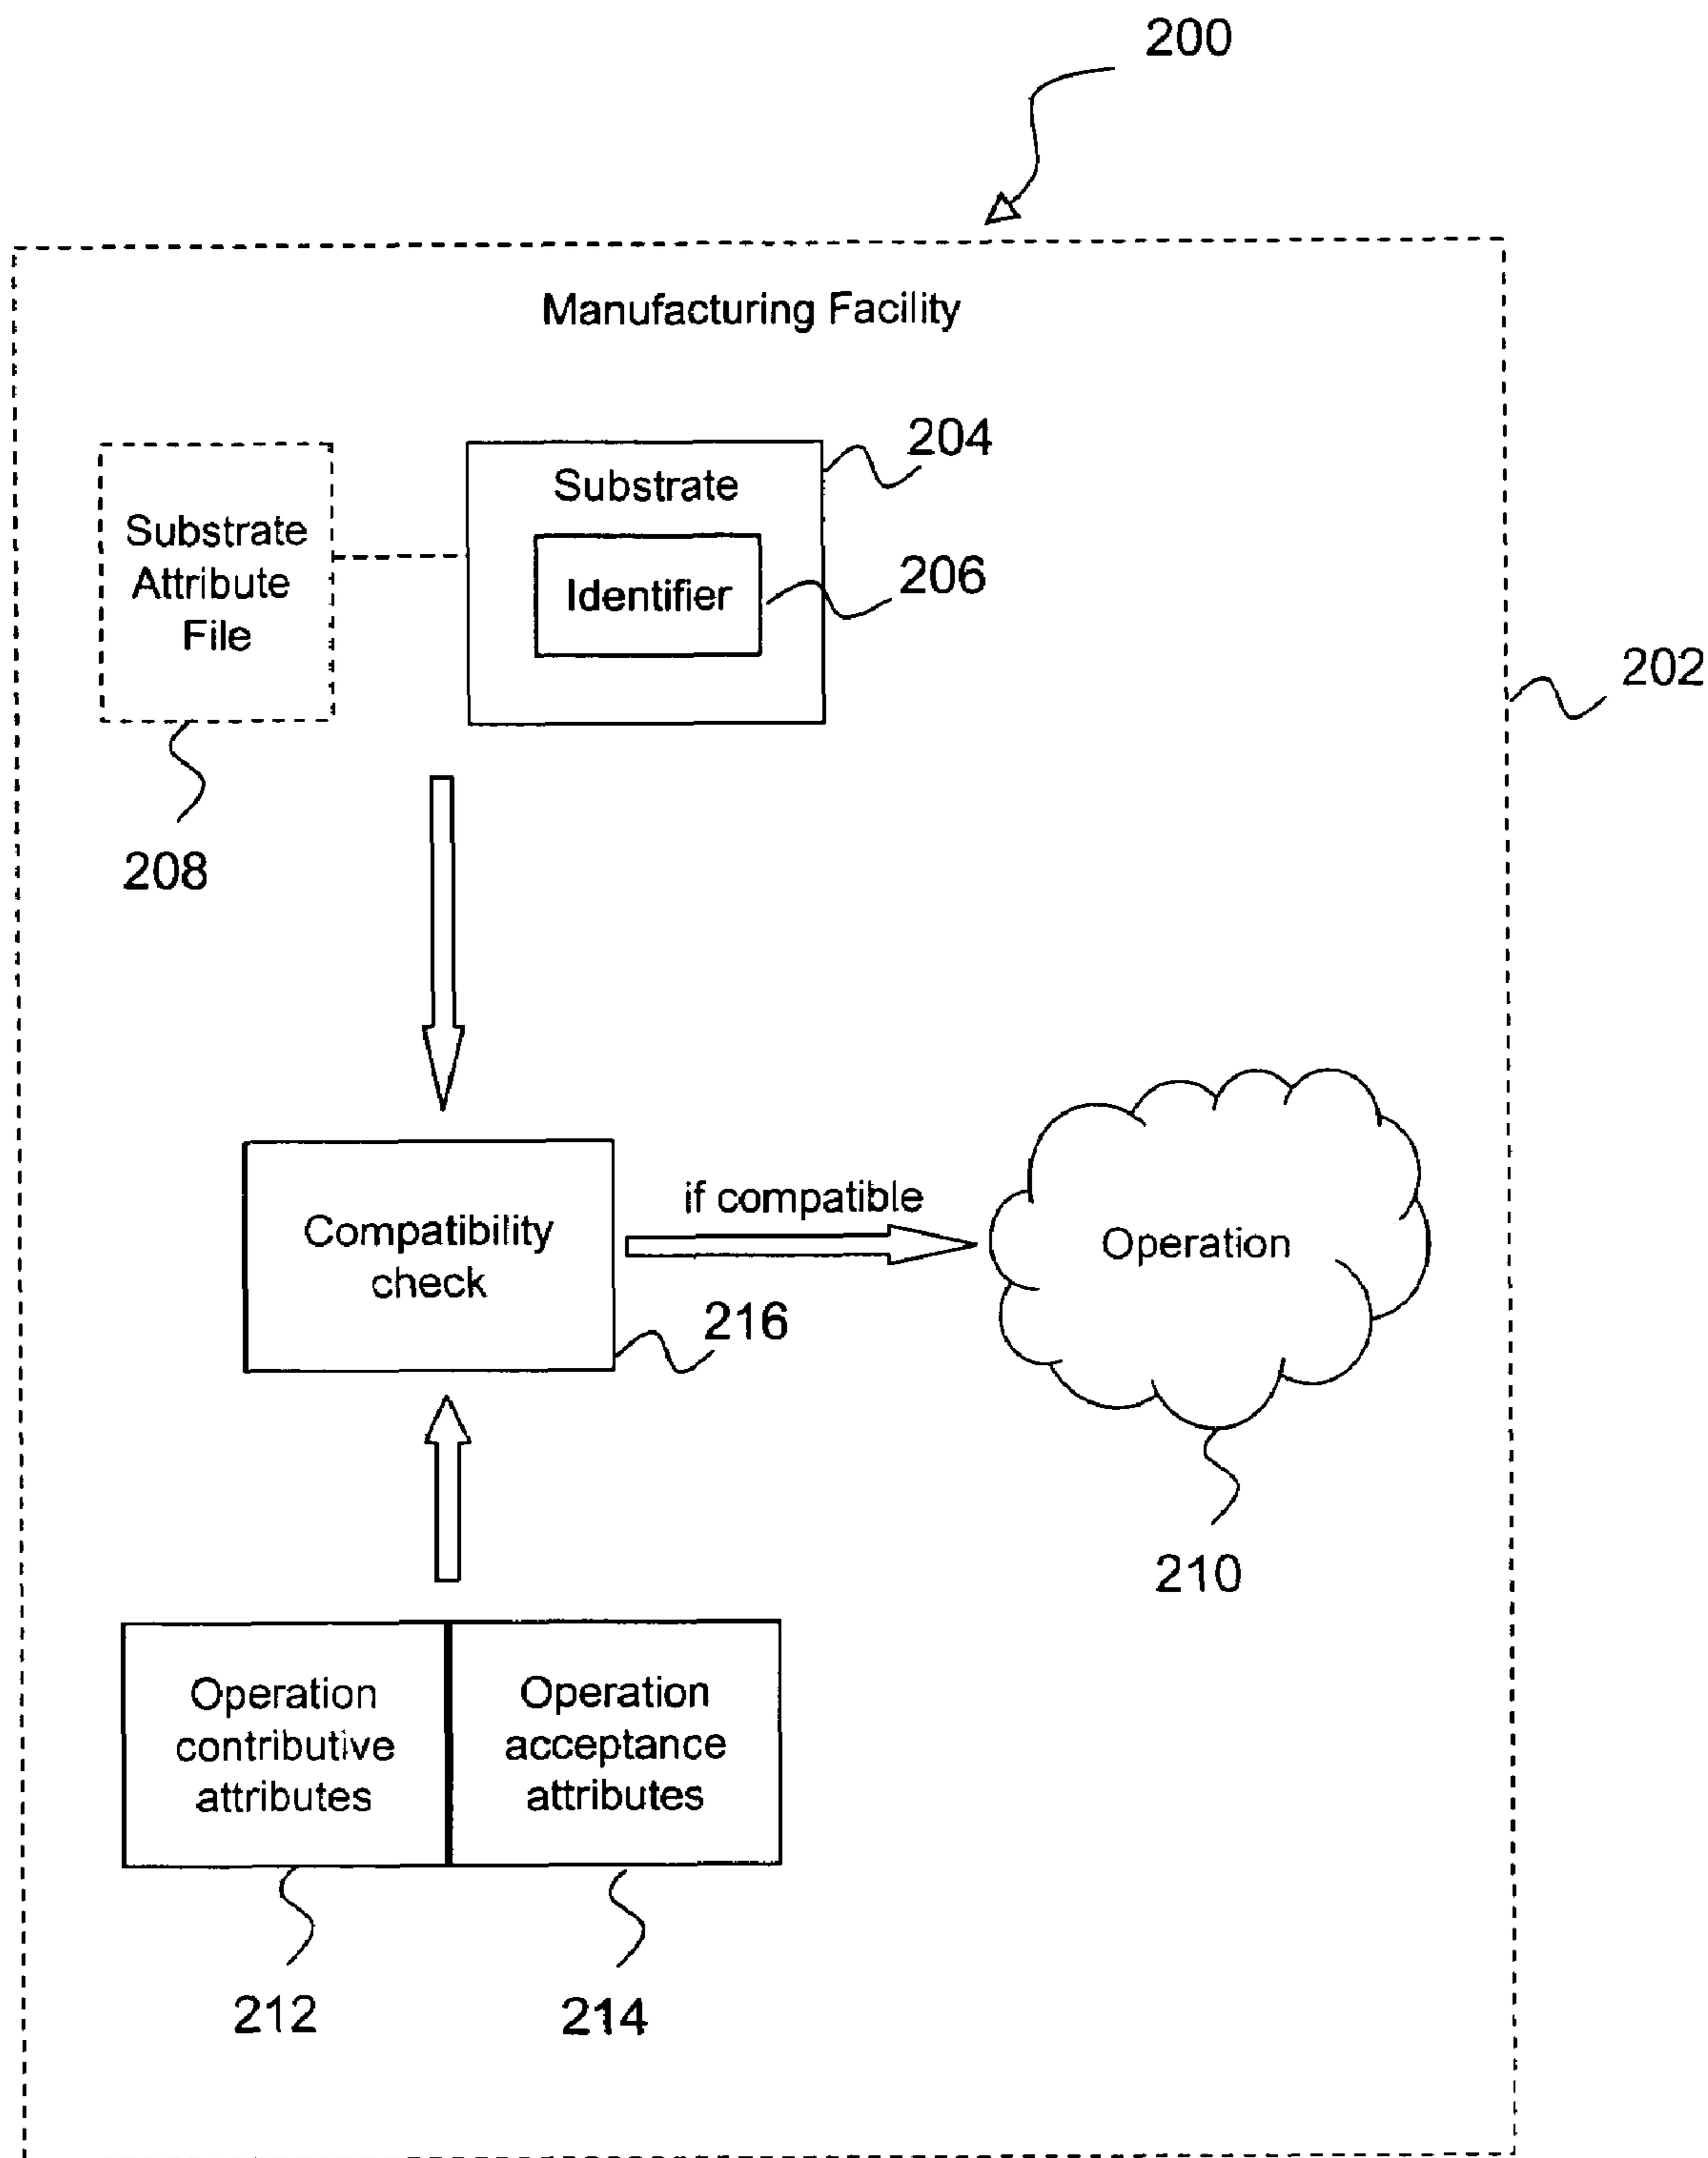 200
Manufacturing Facility
204
Substrate
Substrate
Attribute
File
Identifier
206
202
208
if compatible
Compatibility
check
Operation
216
210
Operation
contributive
attributes
Operation
acceptance
attributes
212
214